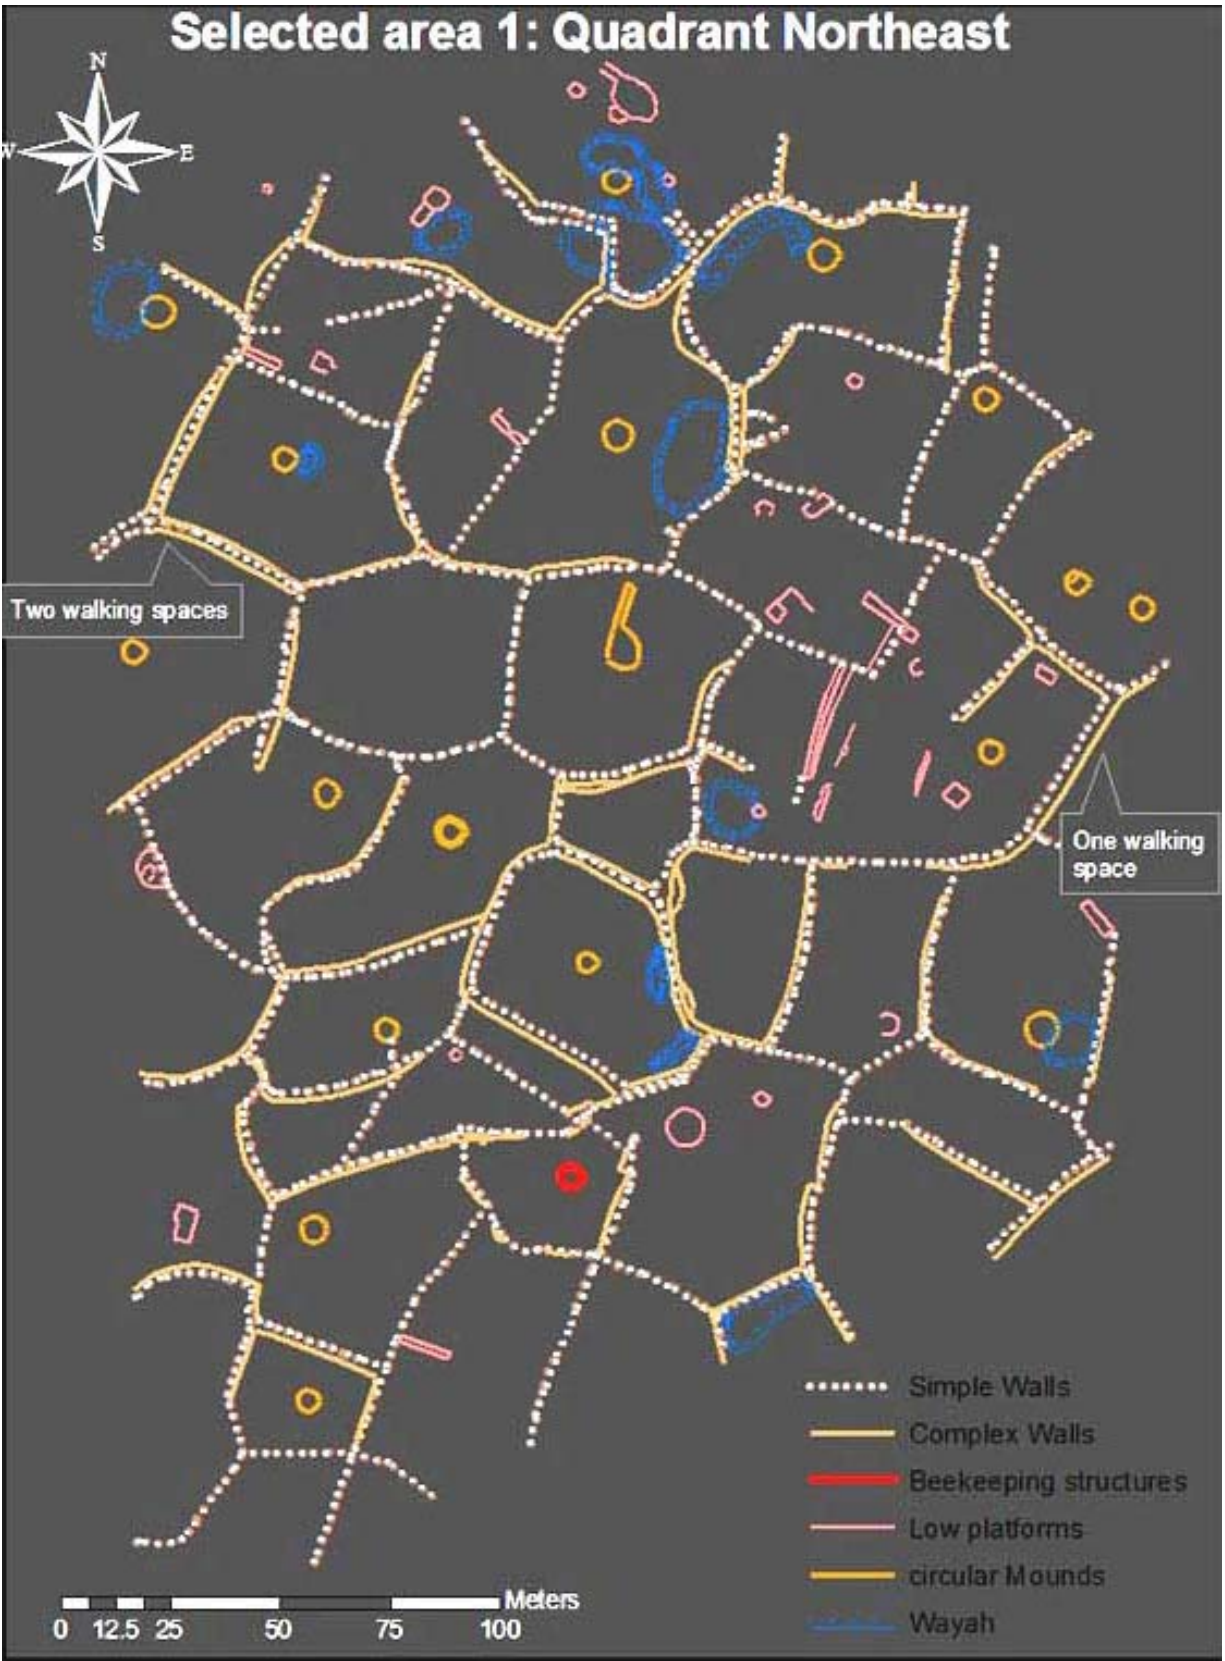 Selected area 1: Quadrant Northeast
N
W
E
S
Two walking spaces
One walking
space
Simple Walls
Complex Walls
Beekeeping structures
Low platforms
circular Mounds
Wayah
Meters
0 12.5 25 50 75 100